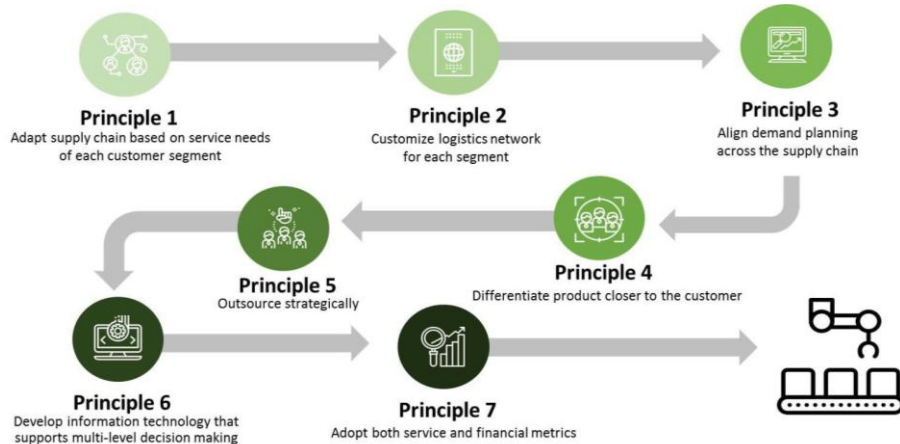 Principle 1
Adapt supply chain based on service needs
of each customer segment
Principle 2
Customize logistics network
for each segment
Principle 3
Align demand planning
across the supply chain
Principle 4
Differentiate product closer to the customer
Principle 5
Outsource strategically
Principle 6
Develop information technology that
supports multi-level decision making
Principle 7
Adopt both service and financial metrics